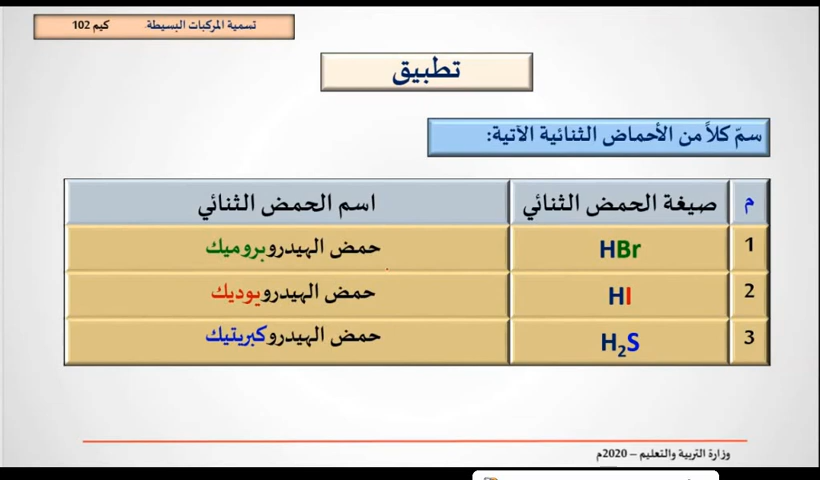 تسمية المركبات البسيطة كيم 102
تطبيق
سمّ كلاً من الأحماض الثنائية الآتية:
م صيغة الحمض الثنائي اسم الحمض الثنائي
1 HBr حمض الهيدروبروميك
2 HI حمض الهيدرويوديك
3 H₂S حمض الهيدروكبريتيك
وزارة التربية والتعليم – 2020م